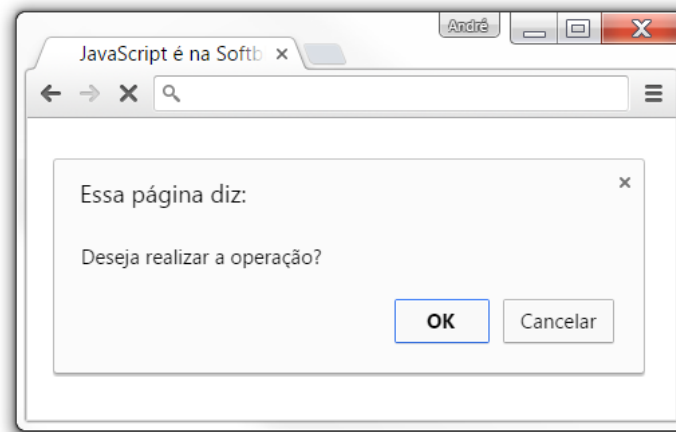 André
JavaScript é na Softb
Essa página diz:
Deseja realizar a operação?
OK
Cancelar